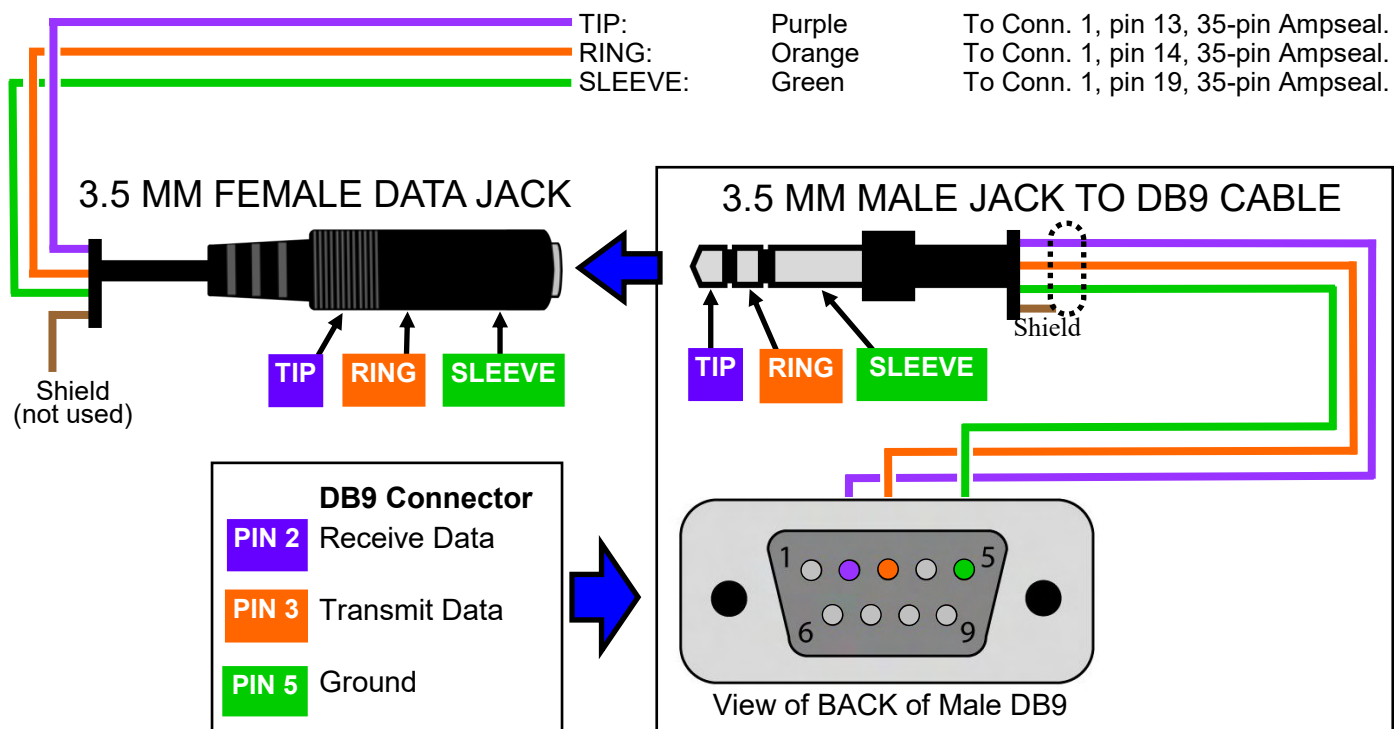 TIP: Purple To Conn. 1, pin 13, 35-pin Ampseal.
RING: Orange To Conn. 1, pin 14, 35-pin Ampseal.
SLEEVE: Green To Conn. 1, pin 19, 35-pin Ampseal.
3.5 MM FEMALE DATA JACK
TIP RING SLEEVE
Shield
(not used)
3.5 MM MALE JACK TO DB9 CABLE
Shield
TIP RING SLEEVE
DB9 Connector
PIN 2 Receive Data
PIN 3 Transmit Data
PIN 5 Ground
1 5
6 9
View of BACK of Male DB9